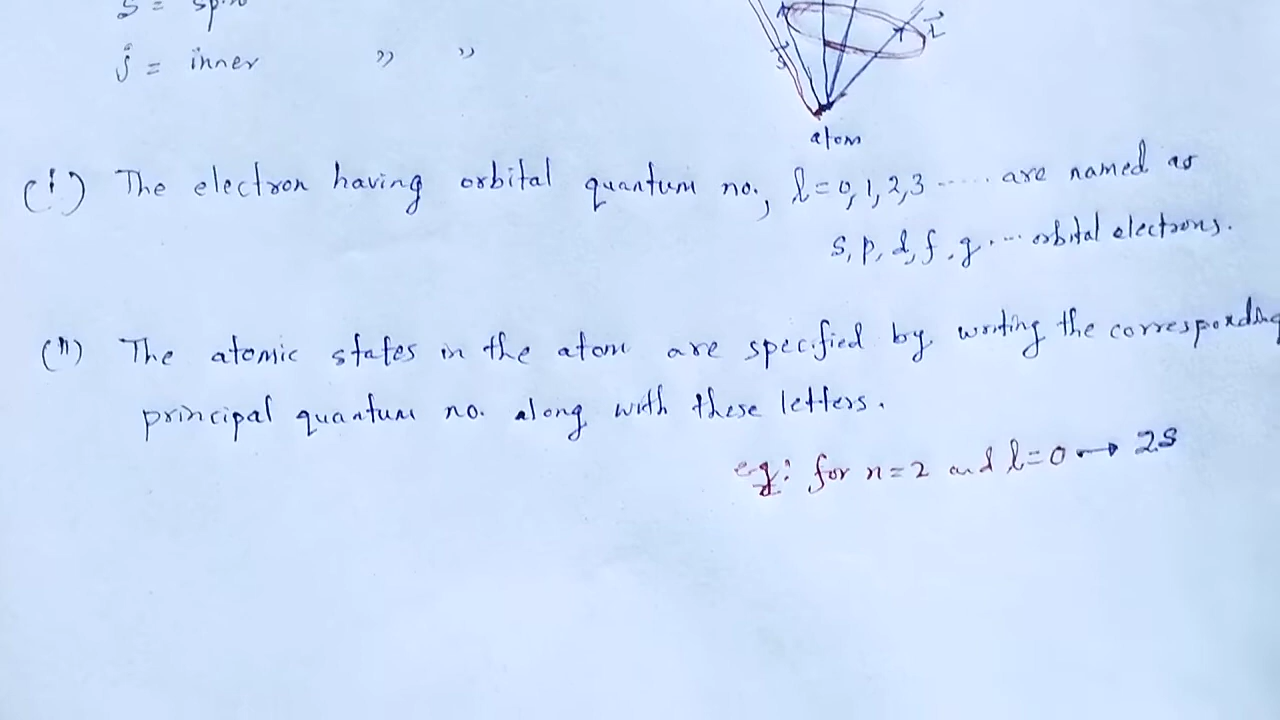 S = spin
j = inner " "
L
atom
(i) The electron having orbital quantum no., l=0,1,2,3 ..... are named as
s, p, d, f, g .... orbital electrons.
(ii) The atomic states in the atom are specified by writing the corresponding
principal quantum no. along with these letters.
eg: for n=2 and l=0 → 2S